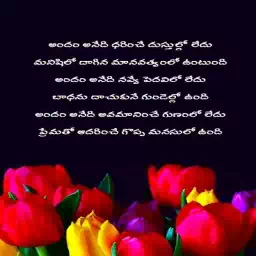 అందం అనేది ధరించే దుస్తుల్లో లేదు
మనిషిలో దాగిన మానవత్వంలో ఉంటుంది
అందం అనేది నవ్వే పెదవిలో లేదు
బాధను దాచుకునే గుండెల్లో ఉంది
అందం అనేది అవమానించే గుణంలో లేదు
ప్రేమతో ఆదరించే గొప్ప మనసులో ఉంది